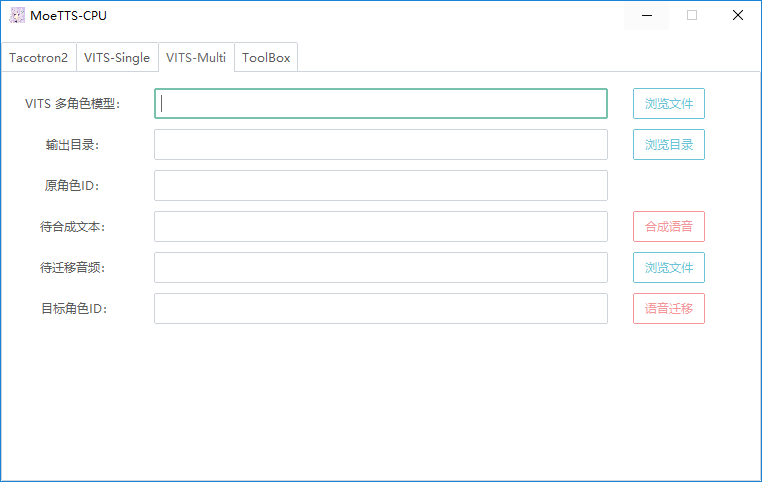 MoeTTS-CPU
Tacotron2 VITS-Single VITS-Multi ToolBox
VITS 多角色模型: 浏览文件
输出目录: 浏览目录
原角色ID:
待合成文本: 合成语音
待迁移音频: 浏览文件
目标角色ID: 语音迁移